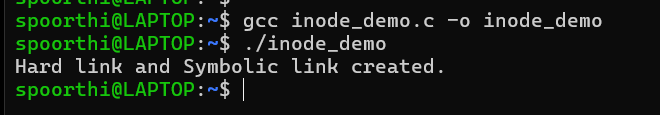 spoorthi@LAPTOP:~$ gcc inode_demo.c -o inode_demo
spoorthi@LAPTOP:~$ ./inode_demo
Hard link and Symbolic link created.
spoorthi@LAPTOP:~$